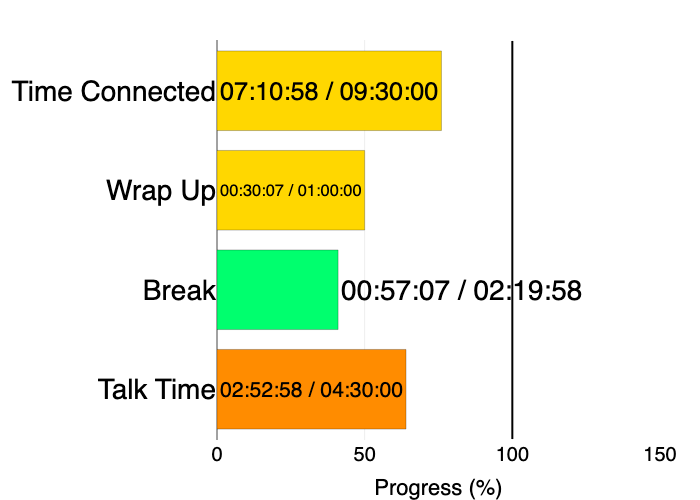 Time Connected 07:10:58 / 09:30:00
Wrap Up 00:30:07 / 01:00:00
Break 00:57:07 / 02:19:58
Talk Time 02:52:58 / 04:30:00
0 50 100 150
Progress (%)